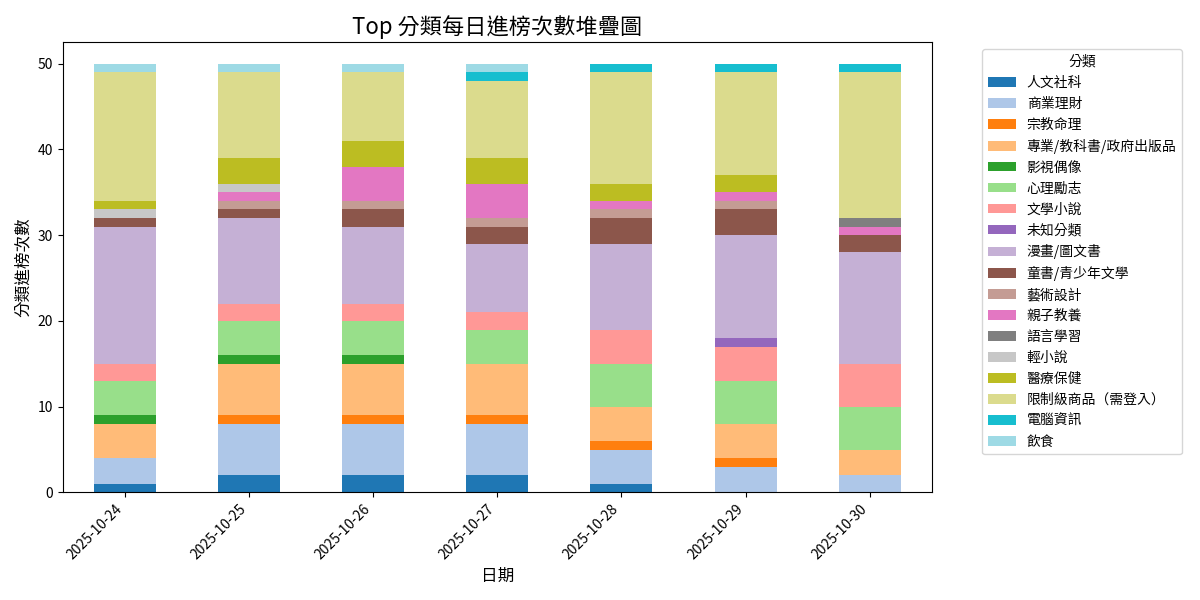 Top 分類每日進榜次數堆疊圖
分類進榜次數
50
40
30
20
10
0
2025-10-24
2025-10-25
2025-10-26
2025-10-27
2025-10-28
2025-10-29
2025-10-30
日期
分類
人文社科
商業理財
宗教命理
專業/教科書/政府出版品
影視偶像
心理勵志
文學小說
未知分類
漫畫/圖文書
童書/青少年文學
藝術設計
親子教養
語言學習
輕小說
醫療保健
限制級商品（需登入）
電腦資訊
飲食